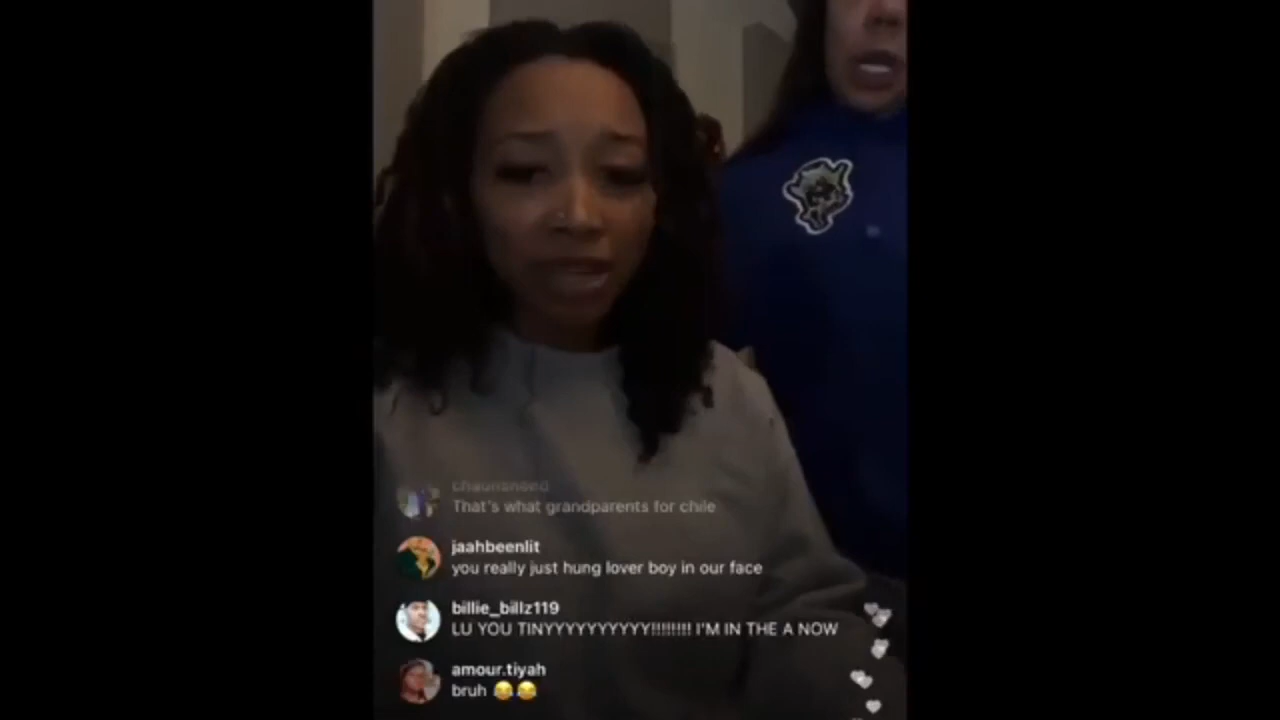 That's what grandparents for chile
jaahbeenlit
you really just hung lover boy in our face
billie_billz119
LU YOU TINYYYYYYYYYY!!!!!!!! I'M IN THE A NOW
amour.tiyah
bruh 😂😂